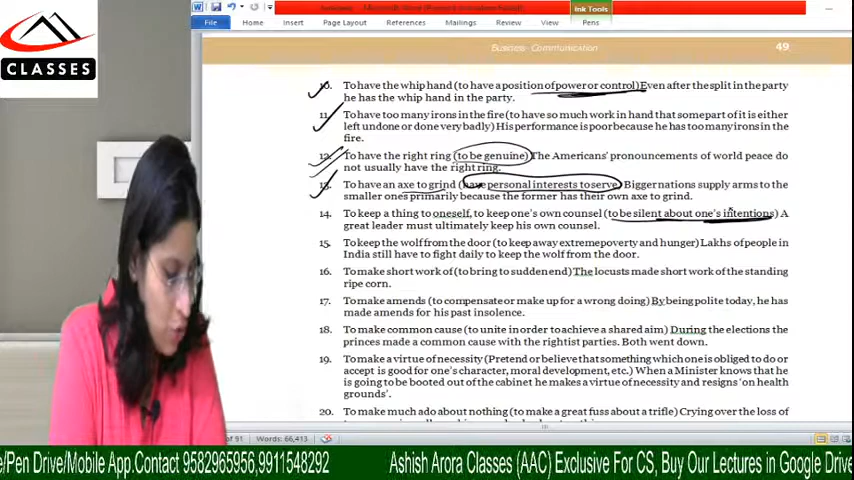 CLASSES
File
Home
Insert
Page Layout
References
Mailings
Review
View
Ink Tools
Pens
Business - Communication
49
10. To have the whip hand (to have a position of power or control) Even after the split in the party
he has the whip hand in the party.
11. To have too many irons in the fire (to have so much work in hand that some part of it is either
left undone or done very badly) His performance is poor because he has too many irons in the
fire.
12. To have the right ring (to be genuine) The Americans' pronouncements of world peace do
not usually have the right ring.
13. To have an axe to grind (have personal interests to serve) Bigger nations supply arms to the
smaller ones primarily because the former has their own axe to grind.
14. To keep a thing to oneself, to keep one's own counsel (to be silent about one's intentions) A
great leader must ultimately keep his own counsel.
15. To keep the wolf from the door (to keep away extreme poverty and hunger) Lakhs of people in
India still have to fight daily to keep the wolf from the door.
16. To make short work of (to bring to sudden end) The locusts made short work of the standing
ripe corn.
17. To make amends (to compensate or make up for a wrong doing) By being polite today, he has
made amends for his past insolence.
18. To make common cause (to unite in order to achieve a shared aim) During the elections the
princes made a common cause with the rightist parties. Both went down.
19. To make a virtue of necessity (Pretend or believe that something which one is obliged to do or
accept is good for one's character, moral development, etc.) When a Minister knows that he
is going to be booted out of the cabinet he makes a virtue of necessity and resigns 'on health
grounds'.
20. To make much ado about nothing (to make a great fuss about a trifle) Crying over the loss of
of 91
Words: 66,413
e/Pen Drive/Mobile App.Contact 9582965956,9911548292
Ashish Arora Classes (AAC) Exclusive For CS, Buy Our Lectures in Google Drive